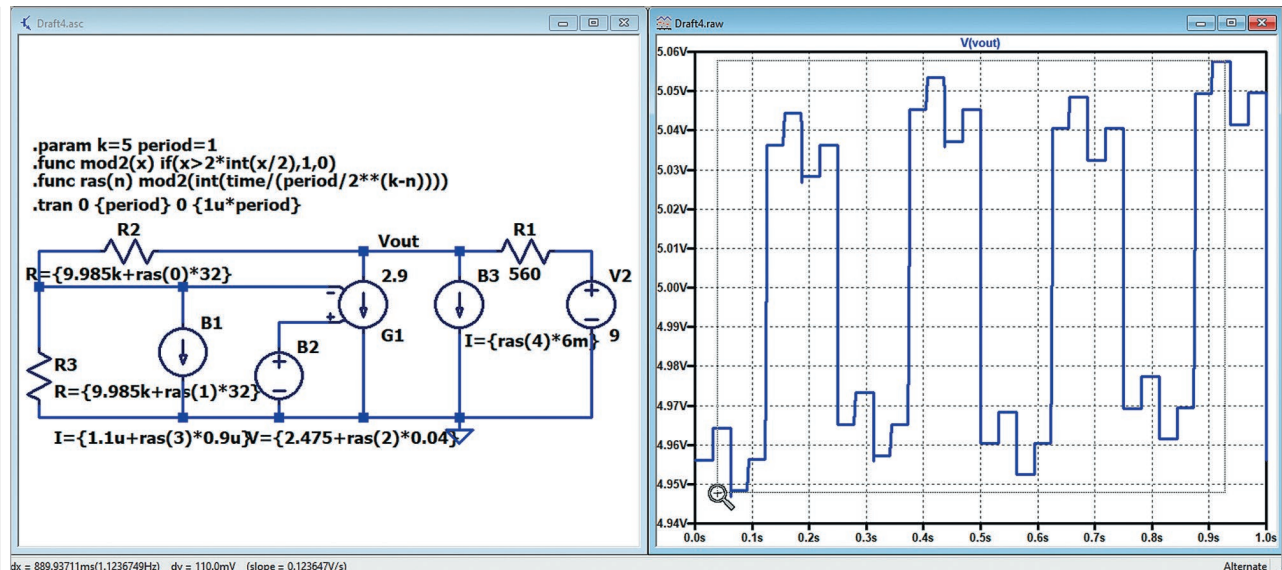 Draft4.asc
.param k=5 period=1
.func mod2(x) if(x>2*int(x/2),1,0)
.func ras(n) mod2(int(time/(period/2**(k-n))))
.tran 0 {period} 0 {1u*period}
R2
Vout
R1
R={9.985k+ras(0)*32}
2.9
B3
560
V2
B1
G1
9
B2
I={ras(4)*6m}
R3
R={9.985k+ras(1)*32}
I={1.1u+ras(3)*0.9u}
V={2.475+ras(2)*0.04}
Draft4.raw
V(vout)
5.06V
5.05V
5.04V
5.03V
5.02V
5.01V
5.00V
4.99V
4.98V
4.97V
4.96V
4.95V
4.94V
0.0s 0.1s 0.2s 0.3s 0.4s 0.5s 0.6s 0.7s 0.8s 0.9s 1.0s
dx = 889.93711ms(1.1236749Hz) dy = 110.0mV (slope = 0.123647V/s)
Alternate